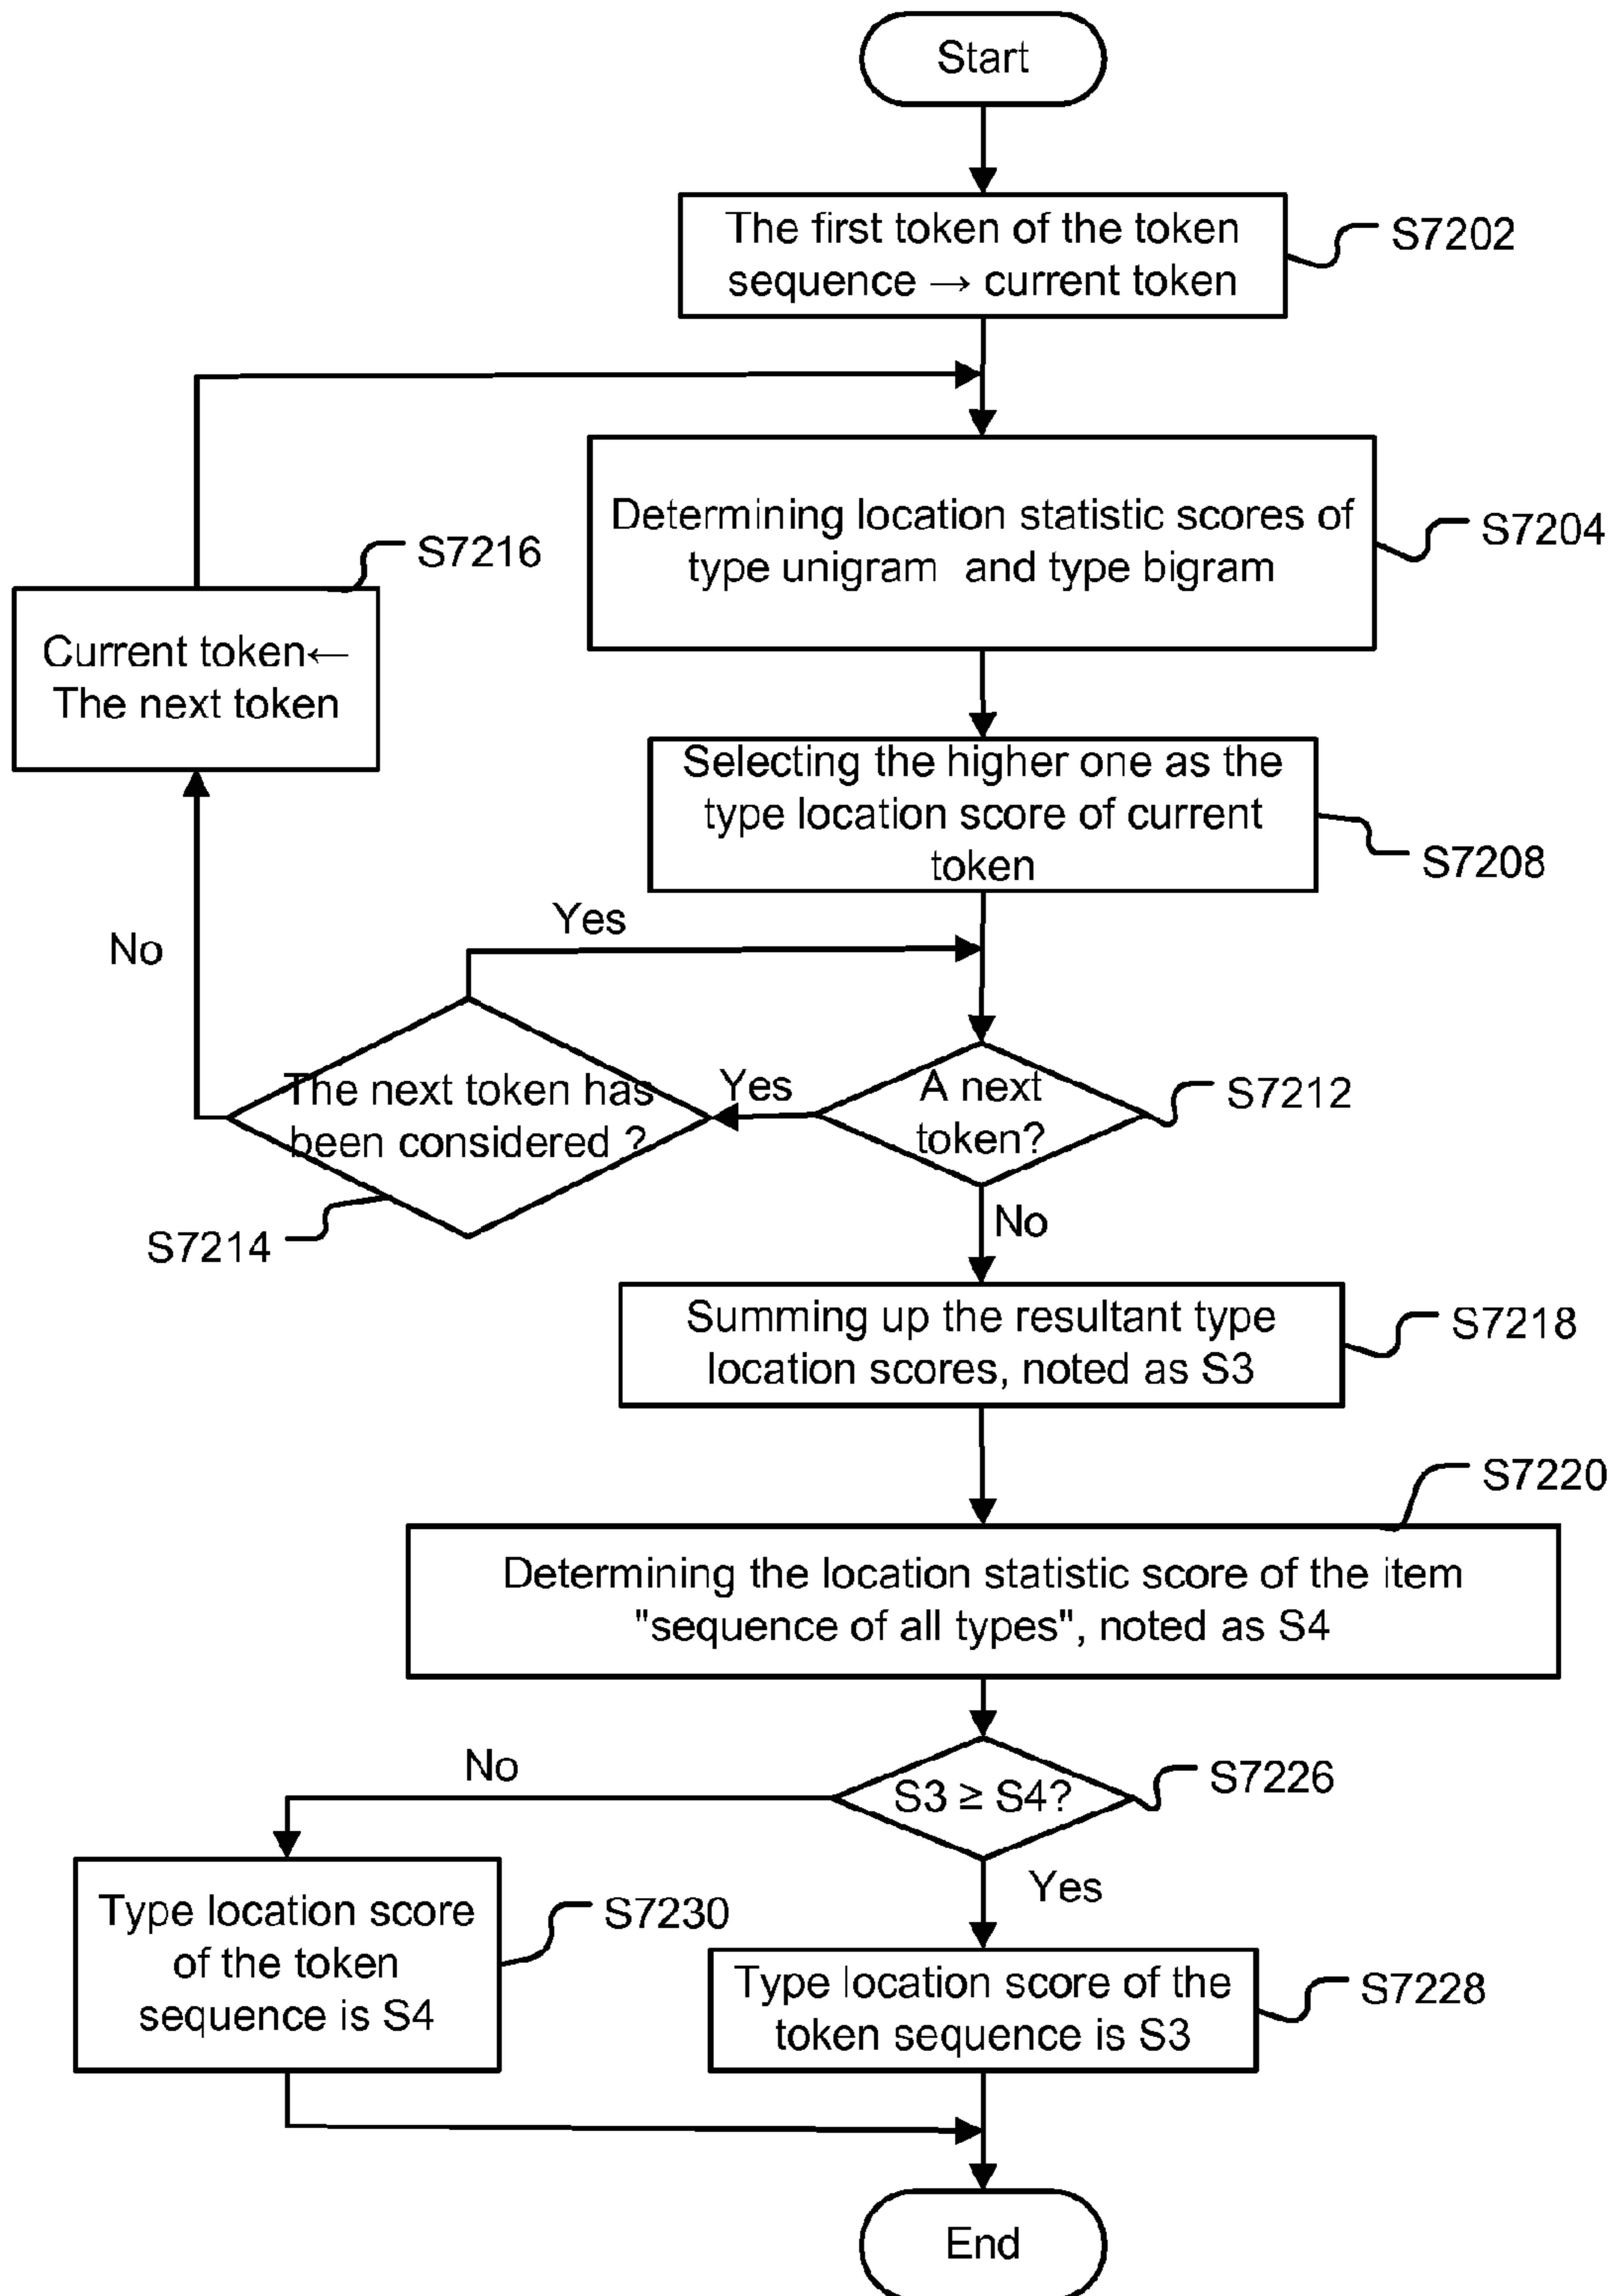 Start
The first token of the token
sequence → current token
S7202
Determining location statistic scores of
type unigram and type bigram
S7204
S7216
Current token←
The next token
Selecting the higher one as the
type location score of current
token
S7208
Yes
No
The next token has
been considered ?
S7214
Yes
A next
token?
S7212
No
Summing up the resultant type
location scores, noted as S3
S7218
S7220
Determining the location statistic score of the item
"sequence of all types", noted as S4
No
S3 ≥ S4?
S7226
Yes
Type location score
of the token
sequence is S4
S7230
Type location score of the
token sequence is S3
S7228
End